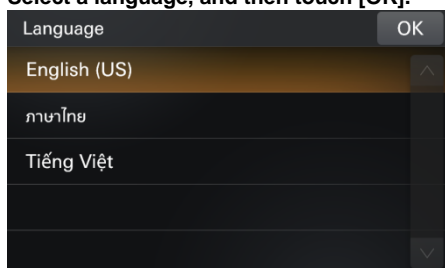 Select a language, and then touch [OK].
Language OK
English (US)
ภาษาไทย
Tiếng Việt